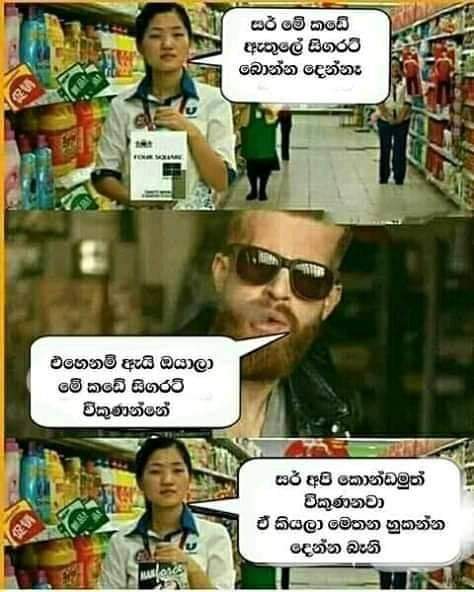 සර් මේ කඩේ
ඇතුලේ සිගරට්
බොන්න දෙන්නෑ
FOUR SQUARE
එහෙනම් ඇයි ඔයාලා
මේ කඩේ සිගරට්
විකුණන්නේ
සර් අපි කොන්ඩමුත්
විකුණනවා
ඒ කියලා මෙතන හුකන්න
දෙන්න බැනි
MANforce